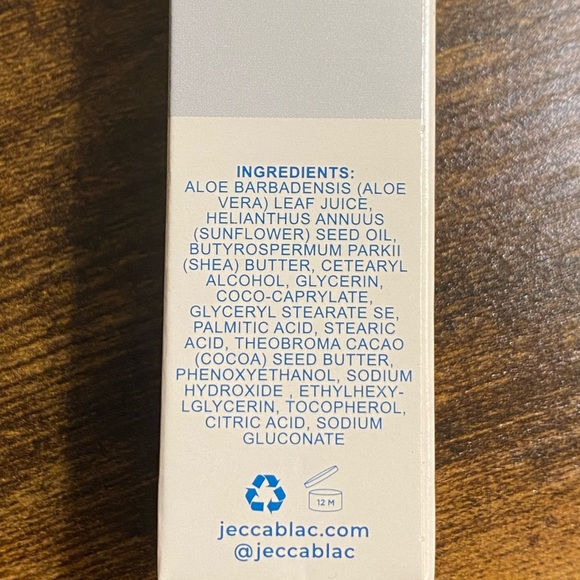 INGREDIENTS:
ALOE BARBADENSIS (ALOE
VERA) LEAF JUICE,
HELIANTHUS ANNUUS
(SUNFLOWER) SEED OIL,
BUTYROSPERMUM PARKII
(SHEA) BUTTER, CETEARYL
ALCOHOL, GLYCERIN,
COCO-CAPRYLATE,
GLYCERYL STEARATE SE,
PALMITIC ACID, STEARIC
ACID, THEOBROMA CACAO
(COCOA) SEED BUTTER,
PHENOXYETHANOL, SODIUM
HYDROXIDE , ETHYLHEXY-
LGLYCERIN, TOCOPHEROL,
CITRIC ACID, SODIUM
GLUCONATE
12 M
jeccablac.com
@jeccablac